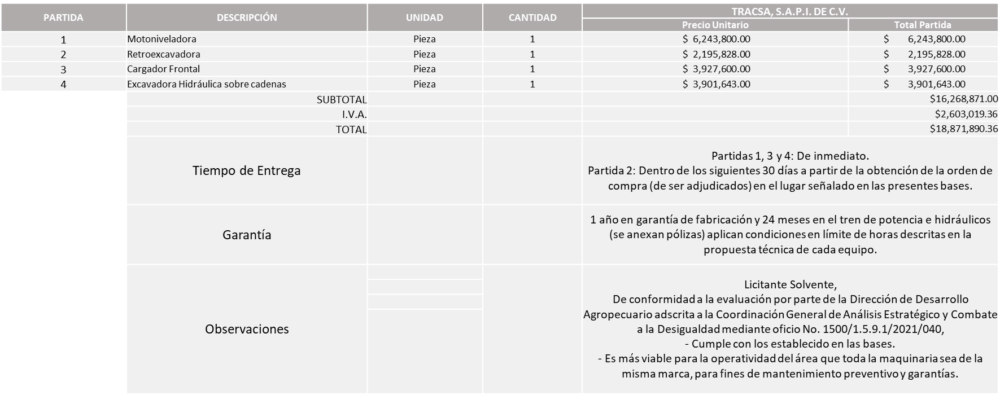 PARTIDA DESCRIPCIÓN UNIDAD CANTIDAD TRACSA, S.A.P.I. DE C.V.
Precio Unitario Total Partida
1 Motoniveladora Pieza 1 $ 6,243,800.00 $ 6,243,800.00
2 Retroexcavadora Pieza 1 $ 2,195,828.00 $ 2,195,828.00
3 Cargador Frontal Pieza 1 $ 3,927,600.00 $ 3,927,600.00
4 Excavadora Hidráulica sobre cadenas Pieza 1 $ 3,901,643.00 $ 3,901,643.00
SUBTOTAL $16,268,871.00
I.V.A. $2,603,019.36
TOTAL $18,871,890.36
Tiempo de Entrega
Partidas 1, 3 y 4: De inmediato.
Partida 2: Dentro de los siguientes 30 días a partir de la obtención de la orden de
compra (de ser adjudicados) en el lugar señalado en las presentes bases.
Garantía
1 año en garantía de fabricación y 24 meses en el tren de potencia e hidráulicos
(se anexan pólizas) aplican condiciones en límite de horas descritas en la
propuesta técnica de cada equipo.
Observaciones
Licitante Solvente,
De conformidad a la evaluación por parte de la Dirección de Desarrollo
Agropecuario adscrita a la Coordinación General de Análisis Estratégico y Combate
a la Desigualdad mediante oficio No. 1500/1.5.9.1/2021/040,
- Cumple con los establecido en las bases.
- Es más viable para la operatividad del área que toda la maquinaria sea de la
misma marca, para fines de mantenimiento preventivo y garantías.